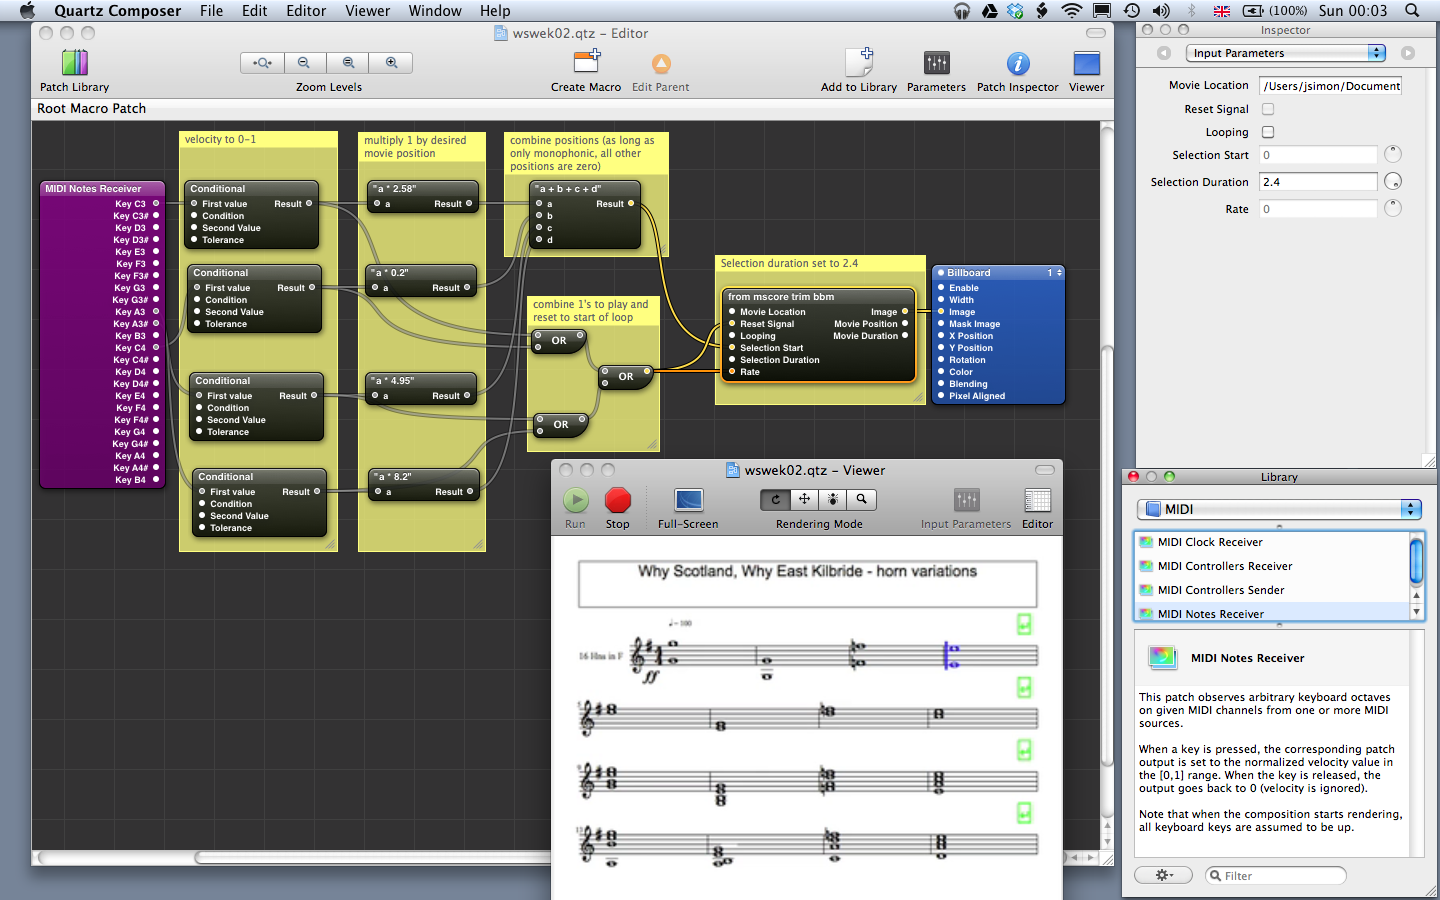 Quartz Composer File Edit Editor Viewer Window Help (100%) Sun 00:03
wswek02.qtz – Editor
Patch Library
Zoom Levels
Create Macro
Edit Parent
Add to Library
Parameters
Patch Inspector
Viewer
Root Macro Patch
velocity to 0-1
multiply 1 by desired
movie position
combine positions (as long as
only monophonic, all other
positions are zero)
MIDI Notes Receiver
Key C3
Key C3#
Key D3
Key D3#
Key E3
Key F3
Key F3#
Key G3
Key G3#
Key A3
Key A3#
Key B3
Key C4
Key C4#
Key D4
Key D4#
Key E4
Key F4
Key F4#
Key G4
Key G4#
Key A4
Key A4#
Key B4
Conditional
First value Result
Condition
Second Value
Tolerance
Conditional
First value Result
Condition
Second Value
Tolerance
Conditional
First value Result
Condition
Second Value
Tolerance
Conditional
First value Result
Condition
Second Value
Tolerance
"a * 2.58"
a Result
"a * 0.2"
a Result
"a * 4.95"
a Result
"a * 8.2"
a Result
"a + b + c + d"
a Result
b
c
d
combine 1's to play and
reset to start of loop
OR
OR
OR
Selection duration set to 2.4
from mscore trim bbm
Movie Location Image
Reset Signal Movie Position
Looping Movie Duration
Selection Start
Selection Duration
Rate
Billboard 1
Enable
Width
Image
Mask Image
X Position
Y Position
Rotation
Color
Blending
Pixel Aligned
wswek02.qtz – Viewer
Run
Stop
Full-Screen
Rendering Mode
Input Parameters
Editor
Why Scotland, Why East Kilbride - horn variations
♩=100
16 Hns in F
ff
5
9
13
Inspector
Input Parameters
Movie Location /Users/jsimon/Document
Reset Signal
Looping
Selection Start 0
Selection Duration 2.4
Rate 0
Library
MIDI
MIDI Clock Receiver
MIDI Controllers Receiver
MIDI Controllers Sender
MIDI Notes Receiver
MIDI Notes Receiver
This patch observes arbitrary keyboard octaves
on given MIDI channels from one or more MIDI
sources.
When a key is pressed, the corresponding patch
output is set to the normalized velocity value in
the [0,1] range. When the key is released, the
output goes back to 0 (velocity is ignored).
Note that when the composition starts rendering,
all keyboard keys are assumed to be up.
Filter